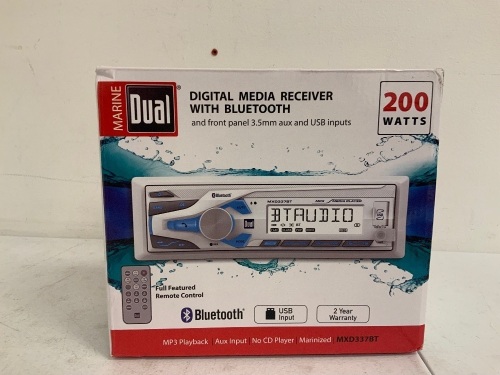 MARINE
Dual
DIGITAL MEDIA RECEIVER
WITH BLUETOOTH
and front panel 3.5mm aux and USB inputs
200
WATTS
Bluetooth
MXD337BT
BTAUDIO
Dual
Full Featured
Remote Control
Bluetooth
USB
Input
2 Year
Warranty
MP3 Playback | Aux Input | No CD Player | Marinized | MXD337BT